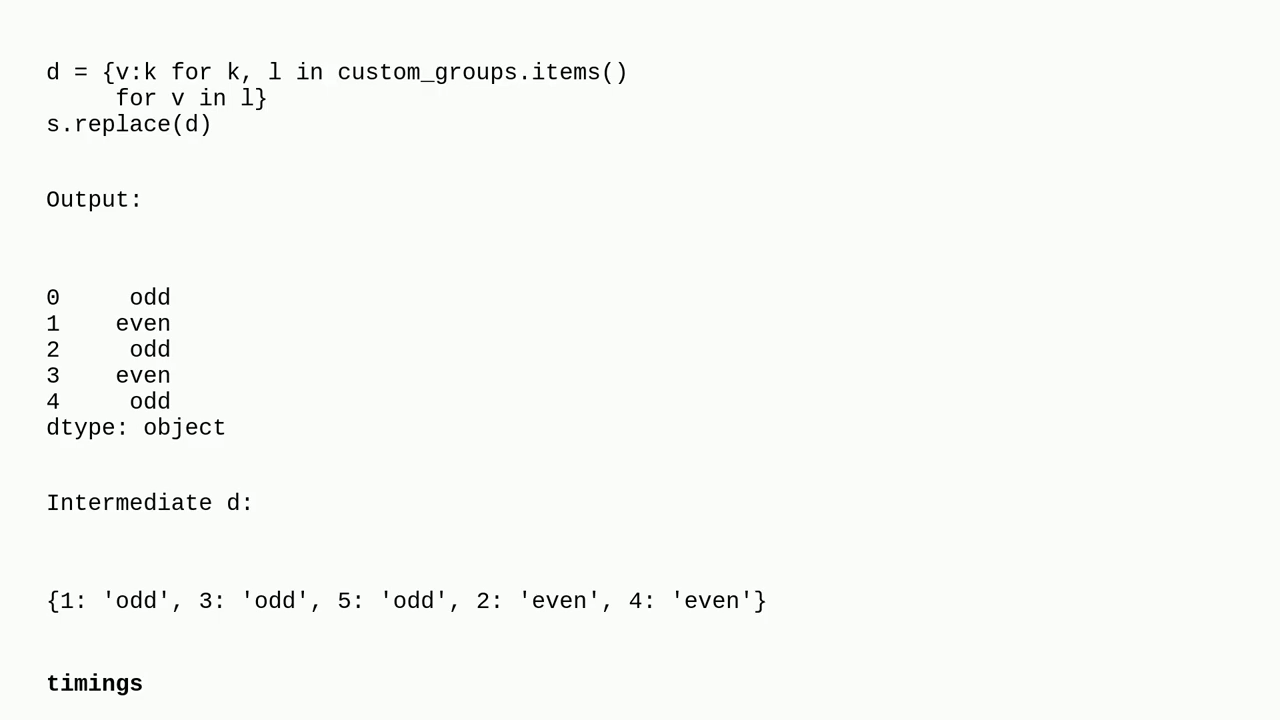 d = {v:k for k, l in custom_groups.items()
     for v in l}
s.replace(d)
Output:
0     odd
1    even
2     odd
3    even
4     odd
dtype: object
Intermediate d:
{1: 'odd', 3: 'odd', 5: 'odd', 2: 'even', 4: 'even'}
timings